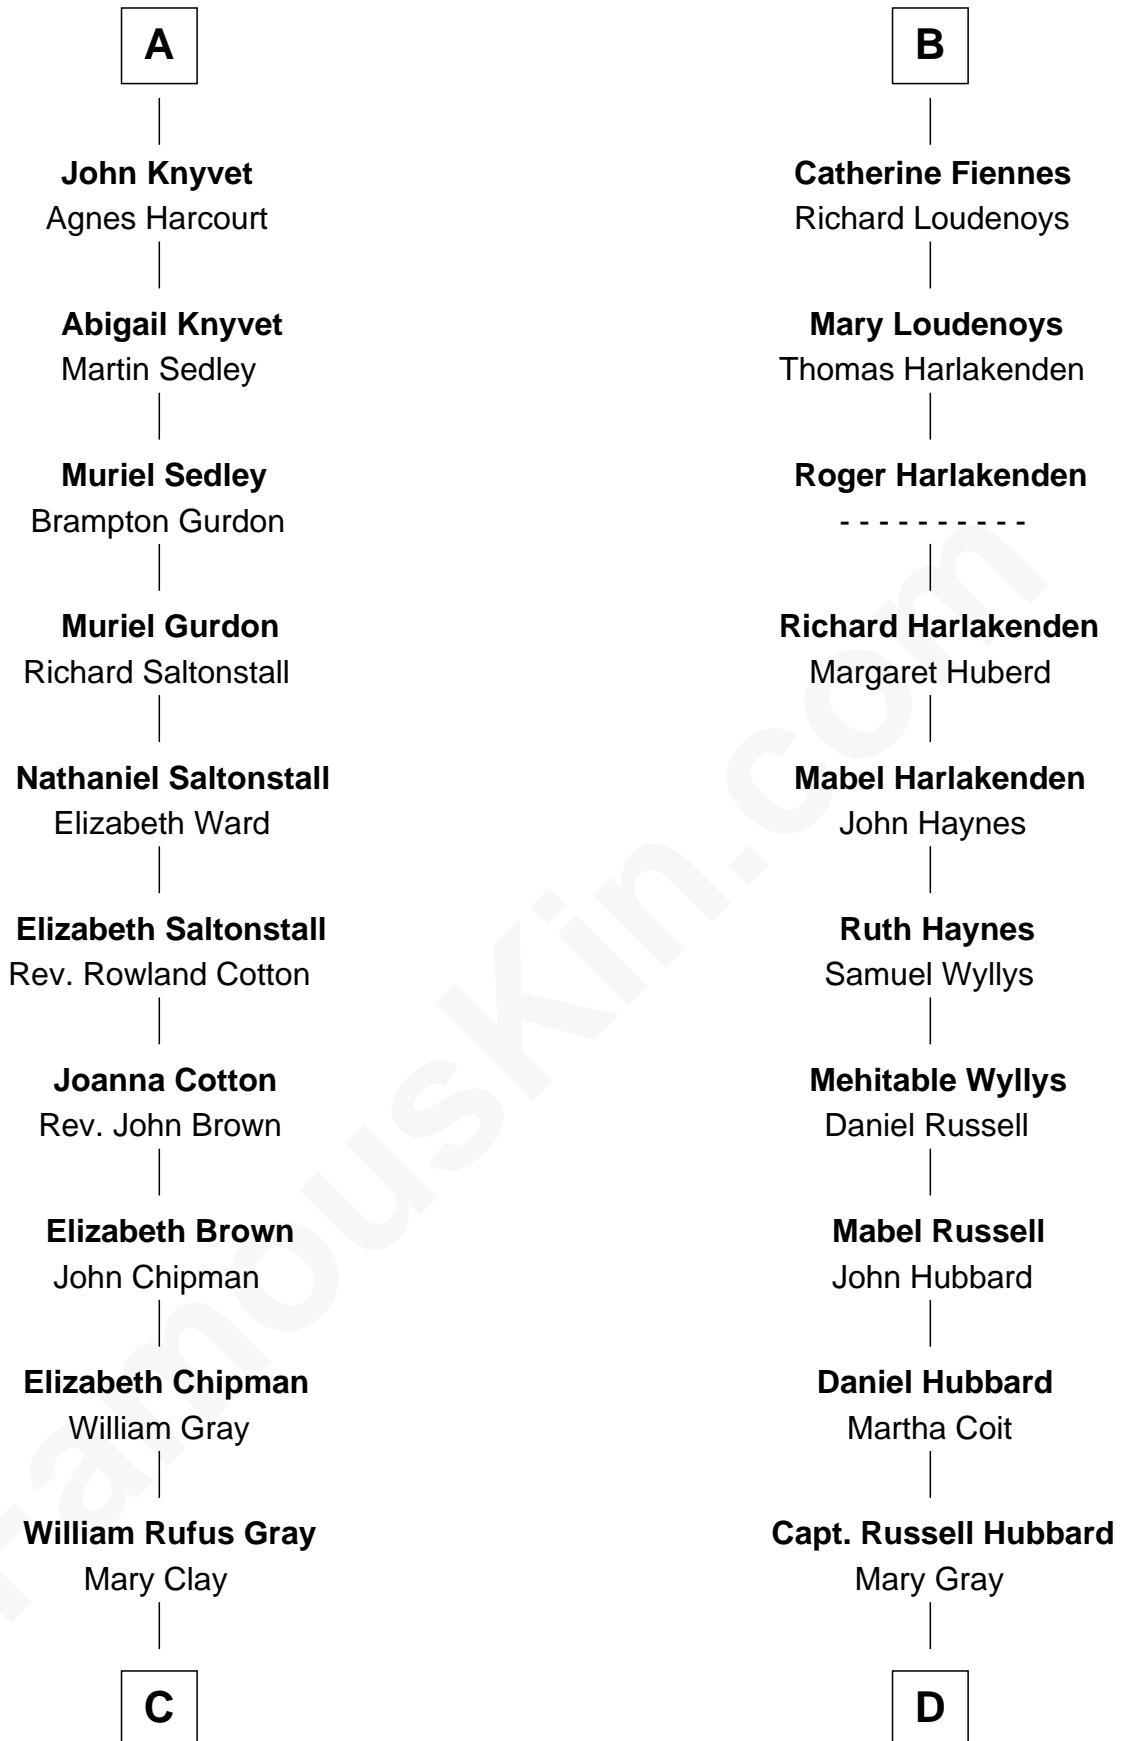 A
John Knyvet
Agnes Harcourt
Abigail Knyvet
Martin Sedley
Muriel Sedley
Brampton Gurdon
Muriel Gurdon
Richard Saltonstall
Nathaniel Saltonstall
Elizabeth Ward
Elizabeth Saltonstall
Rev. Rowland Cotton
Joanna Cotton
Rev. John Brown
Elizabeth Brown
John Chipman
Elizabeth Chipman
William Gray
William Rufus Gray
Mary Clay
C
B
Catherine Fiennes
Richard Loudenoys
Mary Loudenoys
Thomas Harlakenden
Roger Harlakenden
- - - - - - - - - -
Richard Harlakenden
Margaret Huberd
Mabel Harlakenden
John Haynes
Ruth Haynes
Samuel Wyllys
Mehitable Wyllys
Daniel Russell
Mabel Russell
John Hubbard
Daniel Hubbard
Martha Coit
Capt. Russell Hubbard
Mary Gray
D
FamousKin.com